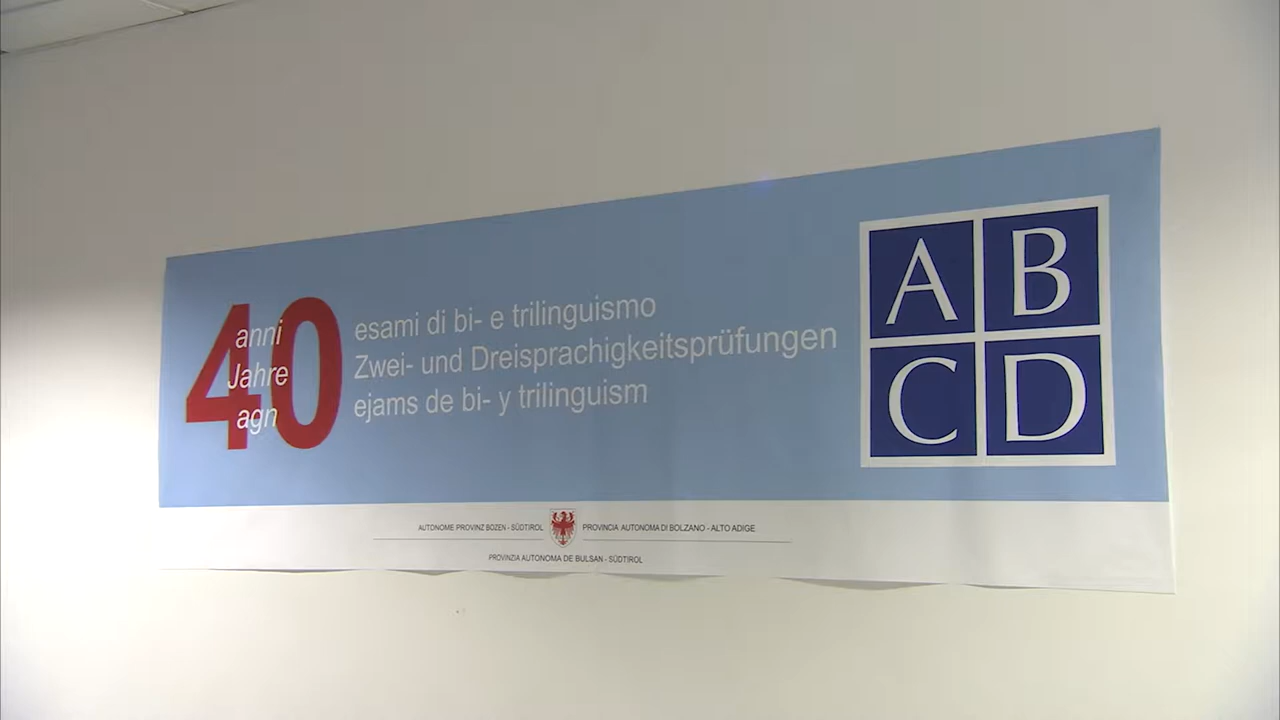 40
anni
Jahre
agn
esami di bi- e trilinguismo
Zwei- und Dreisprachigkeitsprüfungen
ejams de bi- y trilinguism
A B
C D
AUTONOME PROVINZ BOZEN - SÜDTIROL
PROVINCIA AUTONOMA DI BOLZANO - ALTO ADIGE
PROVINZIA AUTONOMA DE BULSAN - SÜDTIROL